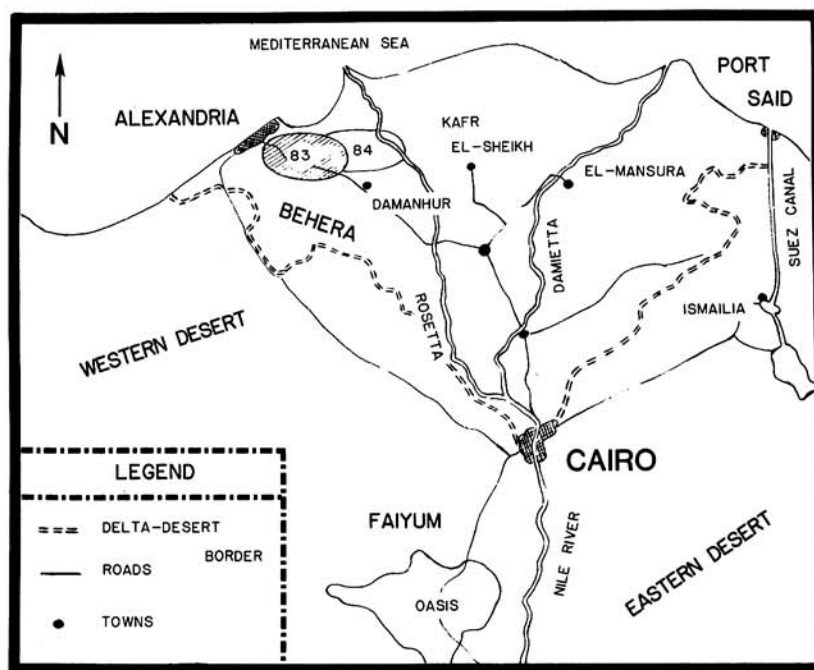 MEDITERRANEAN SEA
PORT
SAID
ALEXANDRIA
N
KAFR
EL-SHEIKH
83
84
EL-MANSURA
DAMANHUR
BEHERA
DAMIETTA
SUEZ CANAL
ROSETTA
ISMAILIA
WESTERN DESERT
CAIRO
LEGEND
DELTA-DESERT
BORDER
ROADS
TOWNS
FAIYUM
OASIS
NILE RIVER
EASTERN DESERT